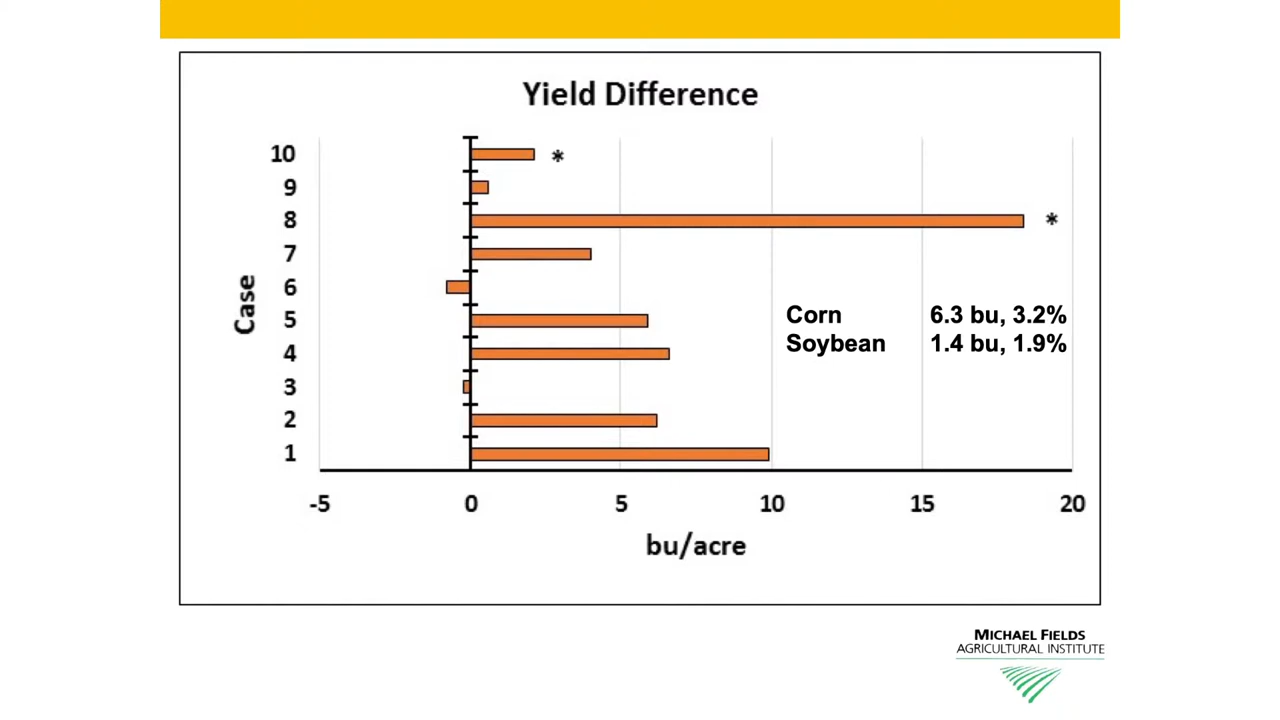 Yield Difference
10 *
9
8 *
7
6
5
4
3
2
1
Case
Corn 6.3 bu, 3.2%
Soybean 1.4 bu, 1.9%
-5 0 5 10 15 20
bu/acre
MICHAEL FIELDS
AGRICULTURAL INSTITUTE